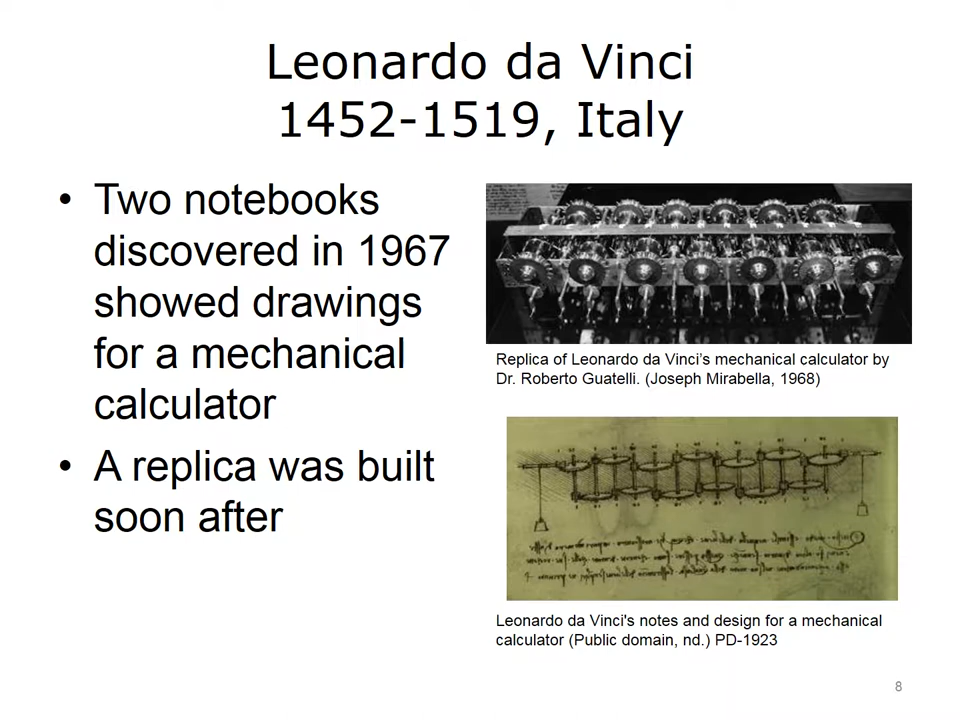 Leonardo da Vinci
1452-1519, Italy
• Two notebooks
discovered in 1967
showed drawings
for a mechanical
calculator
• A replica was built
soon after
Replica of Leonardo da Vinci’s mechanical calculator by
Dr. Roberto Guatelli. (Joseph Mirabella, 1968)
Leonardo da Vinci's notes and design for a mechanical
calculator (Public domain, nd.) PD-1923
8